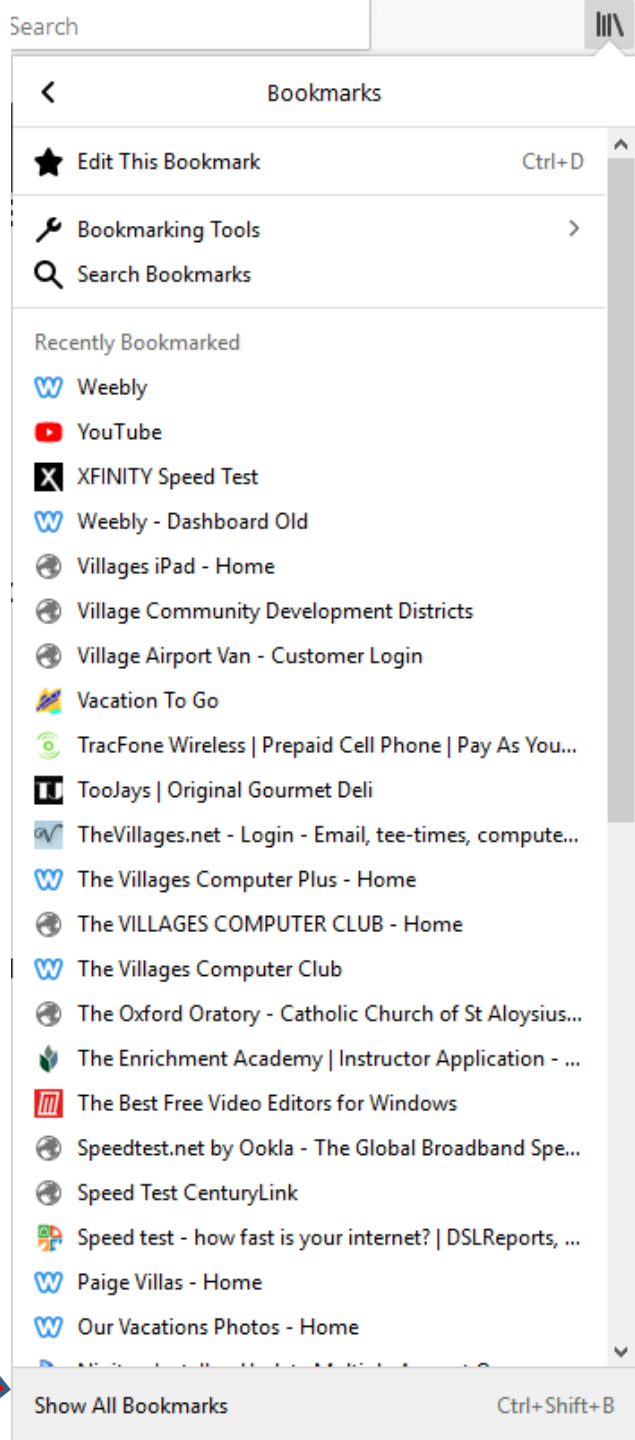 Search
Bookmarks
Edit This Bookmark Ctrl+D
Bookmarking Tools
Search Bookmarks
Recently Bookmarked
Weebly
YouTube
XFINITY Speed Test
Weebly - Dashboard Old
Villages iPad - Home
Village Community Development Districts
Village Airport Van - Customer Login
Vacation To Go
TracFone Wireless | Prepaid Cell Phone | Pay As You...
TJ TooJays | Original Gourmet Deli
TheVillages.net - Login - Email, tee-times, compute...
The Villages Computer Plus - Home
The VILLAGES COMPUTER CLUB - Home
The Villages Computer Club
The Oxford Oratory - Catholic Church of St Aloysius...
The Enrichment Academy | Instructor Application - ...
The Best Free Video Editors for Windows
Speedtest.net by Ookla - The Global Broadband Spe...
Speed Test CenturyLink
Speed test - how fast is your internet? | DSLReports, ...
Paige Villas - Home
Our Vacations Photos - Home
Show All Bookmarks Ctrl+Shift+B